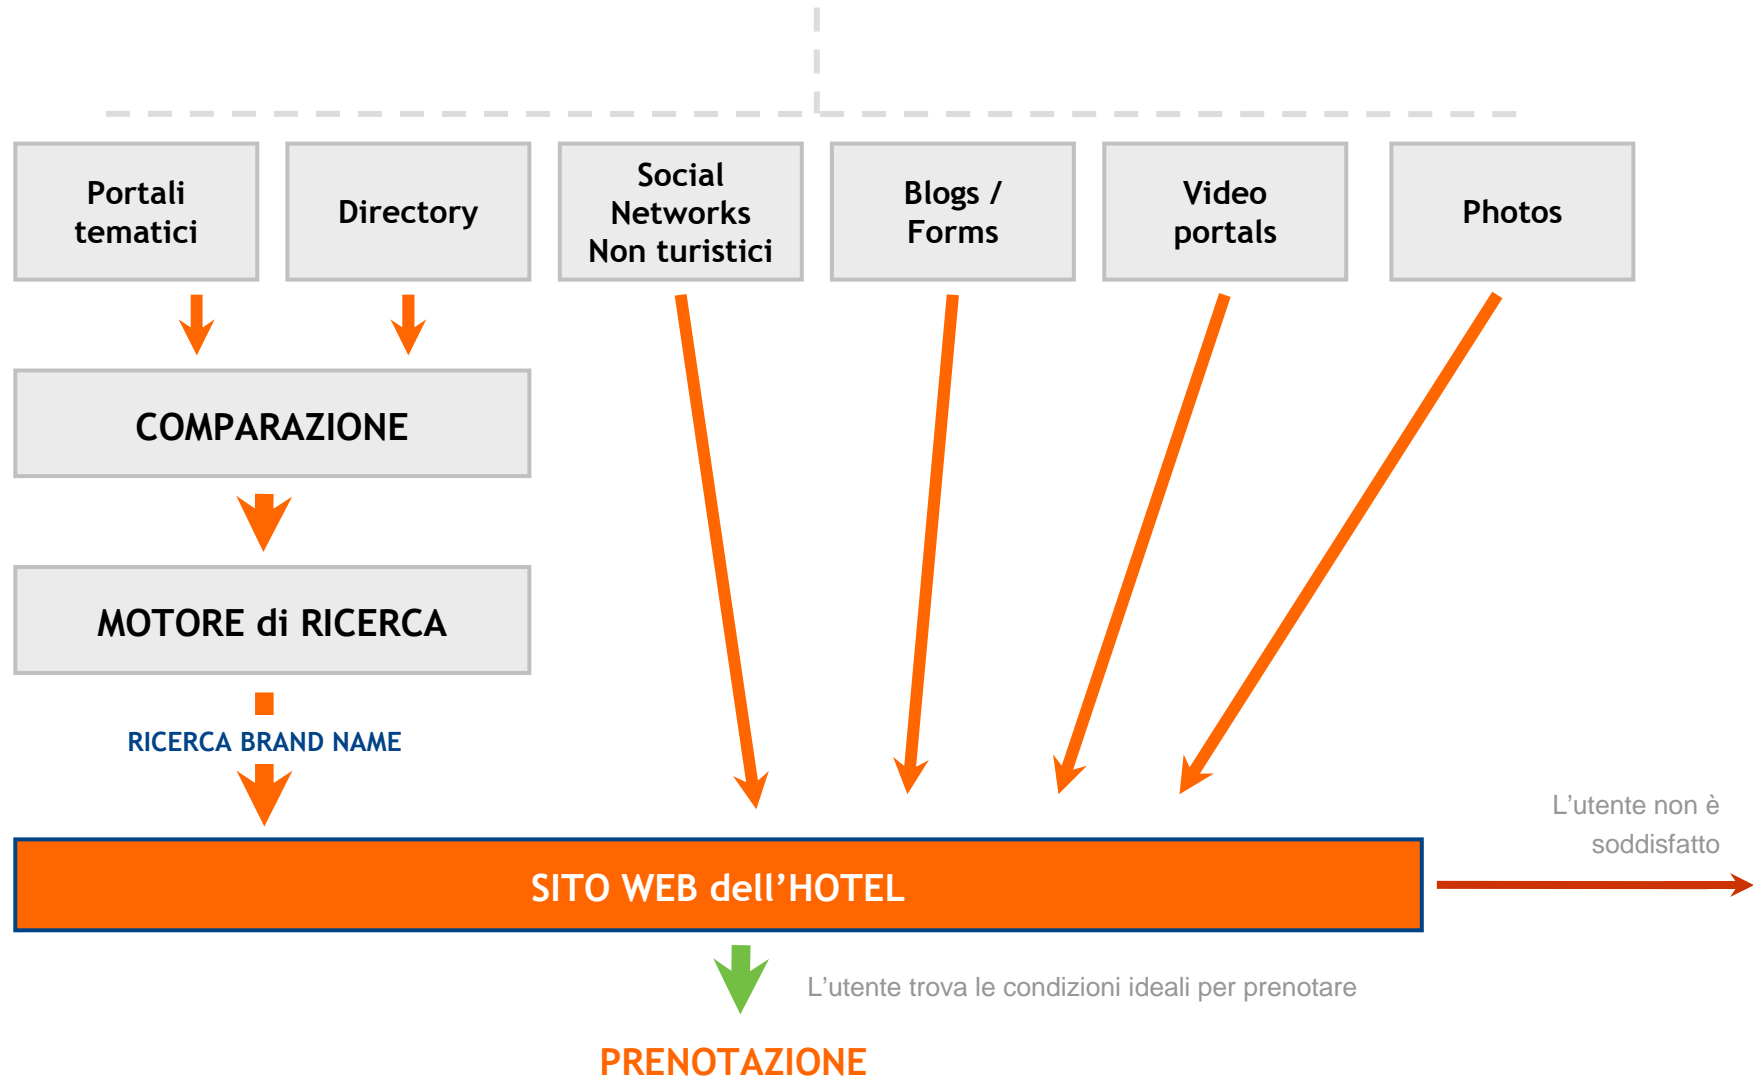 Portali
tematici
Directory
Social
Networks
Non turistici
Blogs /
Forms
Video
portals
Photos
COMPARAZIONE
MOTORE di RICERCA
RICERCA BRAND NAME
L’utente non è
soddisfatto
SITO WEB dell’HOTEL
L’utente trova le condizioni ideali per prenotare
PRENOTAZIONE